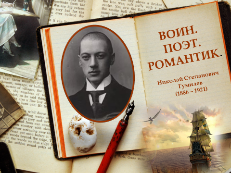 ВОИН.
ПОЭТ.
РОМАНТИК.
Николай Степанович
Гумилев
(1886 - 1921)